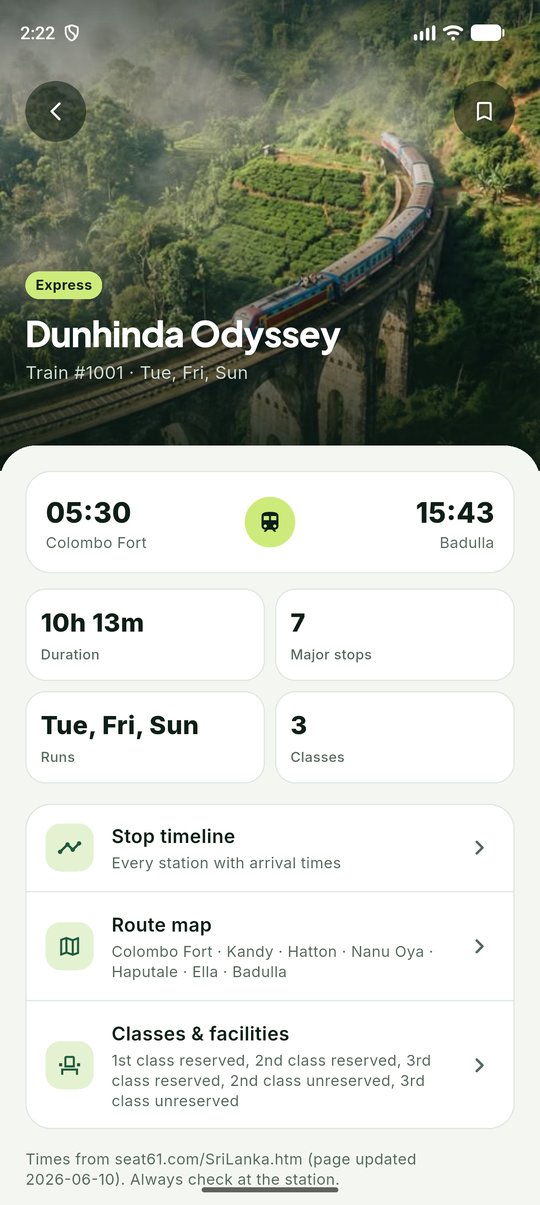 2:22
Express
Dunhinda Odyssey
Train #1001 · Tue, Fri, Sun
05:30
Colombo Fort
15:43
Badulla
10h 13m
Duration
7
Major stops
Tue, Fri, Sun
Runs
3
Classes
Stop timeline
Every station with arrival times
Route map
Colombo Fort · Kandy · Hatton · Nanu Oya ·
Haputale · Ella · Badulla
Classes & facilities
1st class reserved, 2nd class reserved, 3rd
class reserved, 2nd class unreserved, 3rd
class unreserved
Times from seat61.com/SriLanka.htm (page updated
2026-06-10). Always check at the station.